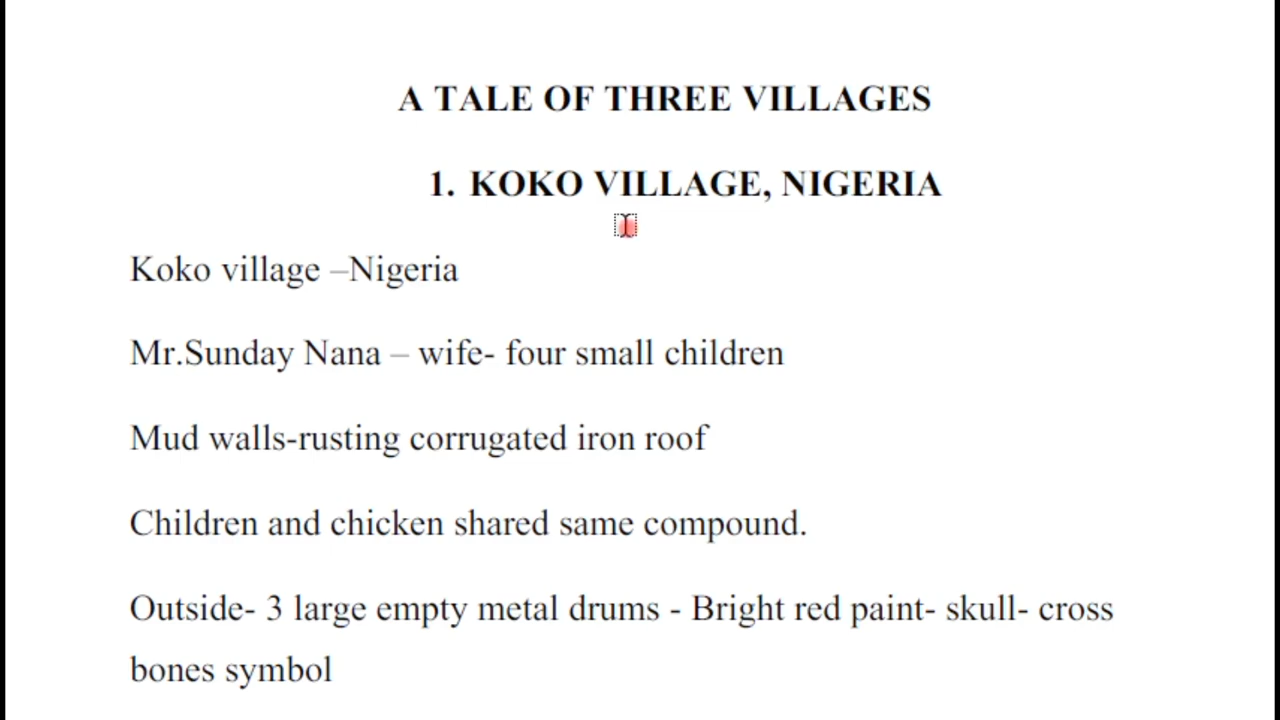 A TALE OF THREE VILLAGES
1. KOKO VILLAGE, NIGERIA
Koko village –Nigeria
Mr.Sunday Nana – wife- four small children
Mud walls-rusting corrugated iron roof
Children and chicken shared same compound.
Outside- 3 large empty metal drums - Bright red paint- skull- cross
bones symbol